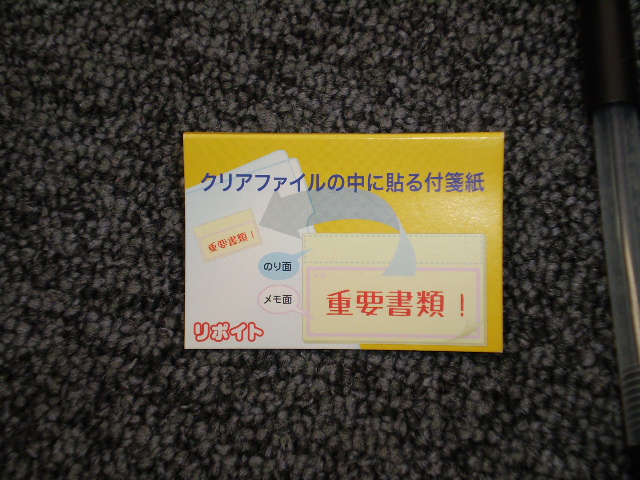 クリアファイルの中に貼る付箋紙
重要書類！
のり面
メモ面
重要書類！
リポイト